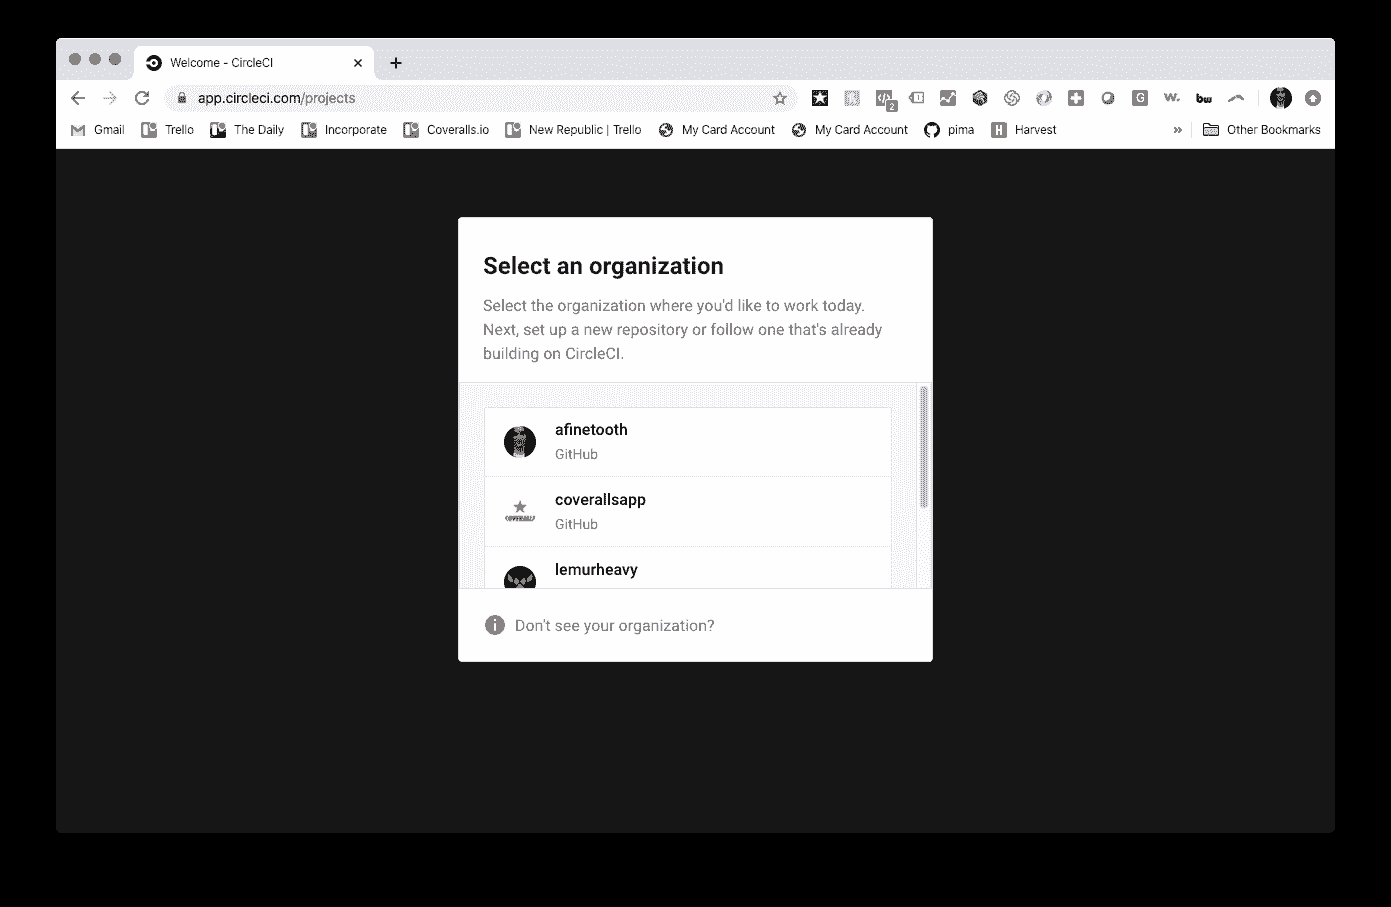 Welcome - CircleCI
app.circleci.com/projects
2
G
w.
bw
Gmail
Trello
The Daily
Incorporate
Coveralls.io
New Republic | Trello
My Card Account
My Card Account
pima
H
Harvest
»
Other Bookmarks
Select an organization
Select the organization where you'd like to work today.
Next, set up a new repository or follow one that's already
building on CircleCI.
afinetooth
GitHub
COVERALLS
coverallsapp
GitHub
lemurheavy
Don't see your organization?